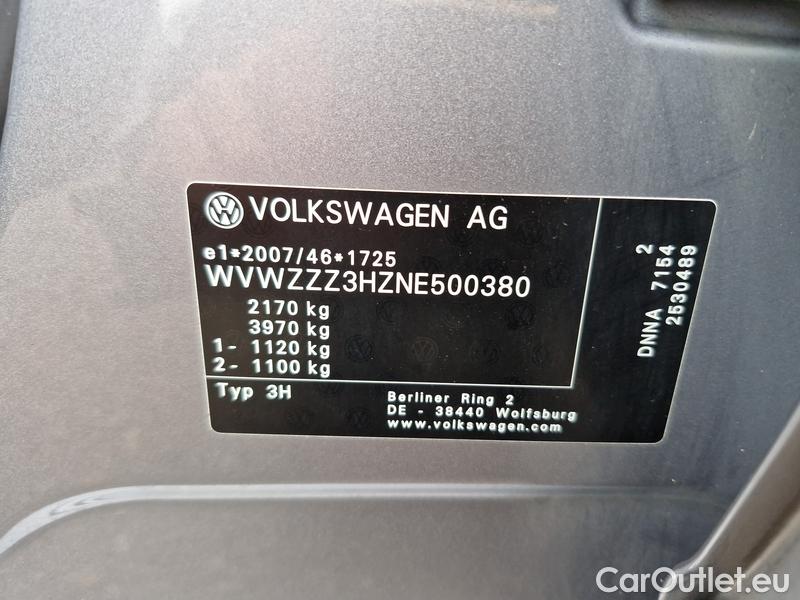 VOLKSWAGEN AG
e1*2007/46*1725
WVWZZZ3HZNE500380
2170 kg
3970 kg
1- 1120 kg
2- 1100 kg
Typ 3H
Berliner Ring 2
DE - 38440 Wolfsburg
www.volkswagen.com
2
DNNA 7154
2530489
CarOutlet.eu